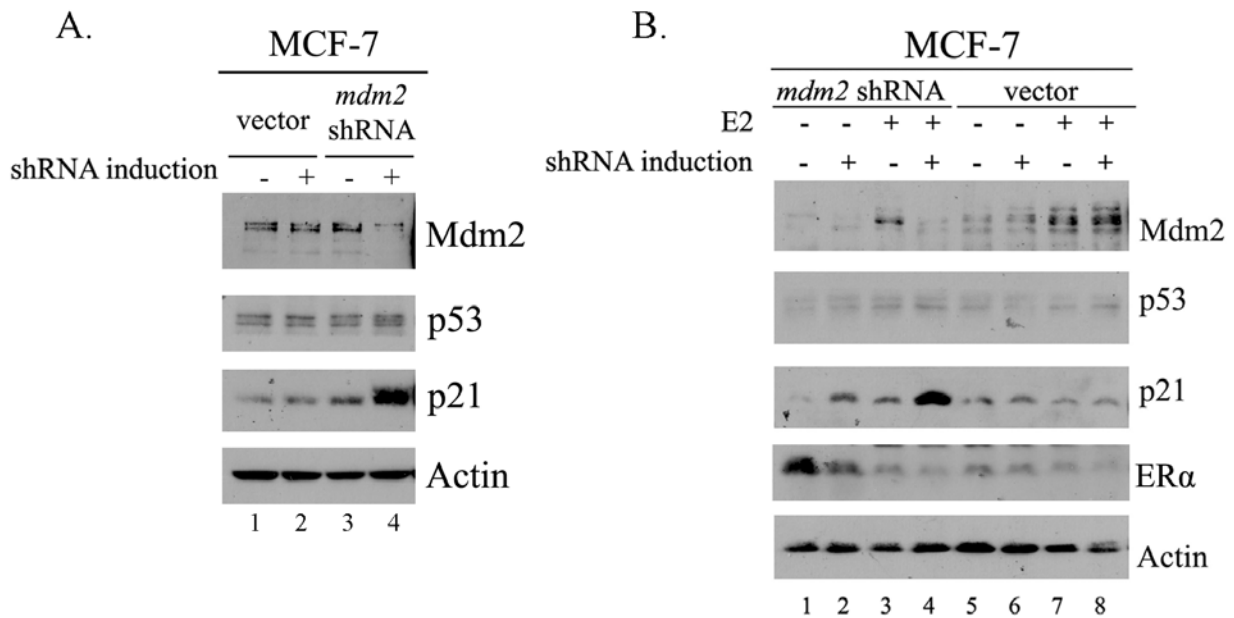 A.
MCF-7
vector
mdm2
shRNA
shRNA induction - + - +
Mdm2
p53
p21
Actin
1 2 3 4
B.
MCF-7
mdm2 shRNA vector
E2 - - + + - - + +
shRNA induction - + - + - + - +
Mdm2
p53
p21
ERα
Actin
1 2 3 4 5 6 7 8